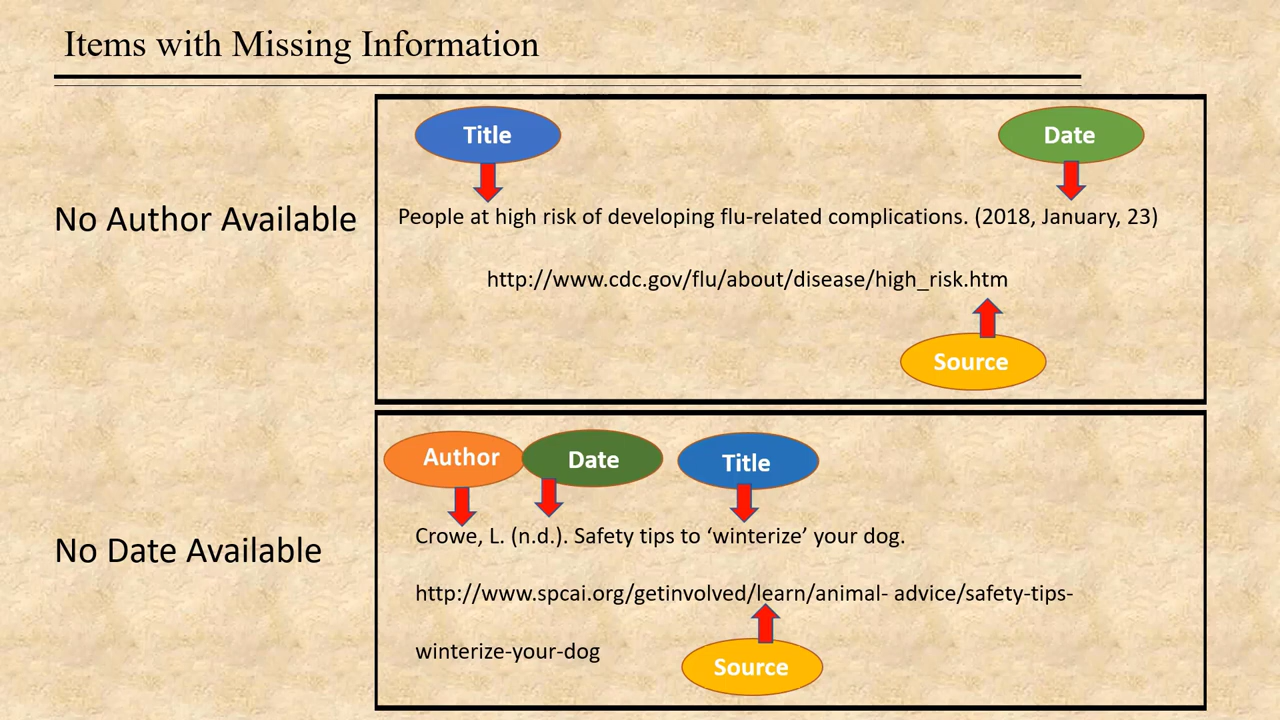 Items with Missing Information
Title
Date
No Author Available
People at high risk of developing flu-related complications. (2018, January, 23)
http://www.cdc.gov/flu/about/disease/high_risk.htm
Source
Author
Date
Title
Crowe, L. (n.d.). Safety tips to ‘winterize’ your dog.
No Date Available
http://www.spcai.org/getinvolved/learn/animal- advice/safety-tips-
winterize-your-dog
Source